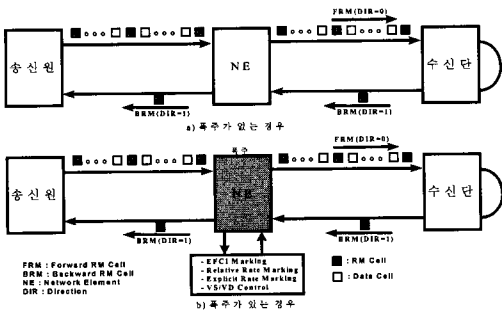 FRM(DIR=0)
송신원
NE
수신단
BRM(DIR=1)
BRM(DIR=1)
a) 폭주가 있는 경우
폭주
FRM(DIR=0)
송신원
NE
수신단
BRM(DIR=1)
BRM(DIR=1)
FRM : Forward RM Cell
BRM : Backward RM Cell
NE : Network Element
DIR : Direction
- EFCI Marking
- Relative Rate Marking
- Explicit Rate Marking
- VS/VD Control
: RM Cell
: Data Cell
b) 폭주가 있는 경우